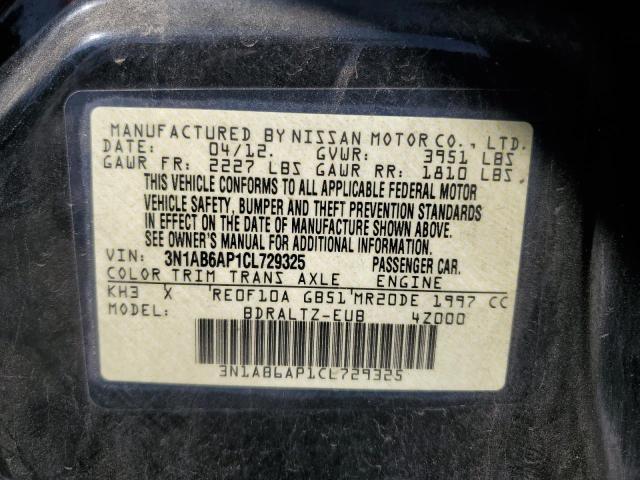 MANUFACTURED BY NISSAN MOTOR CO., LTD.
DATE: 04/12. GVWR: 3951 LBS
GAWR FR: 2227 LBS GAWR RR: 1810 LBS
THIS VEHICLE CONFORMS TO ALL APPLICABLE FEDERAL MOTOR
VEHICLE SAFETY, BUMPER AND THEFT PREVENTION STANDARDS
IN EFFECT ON THE DATE OF MANUFACTURE SHOWN ABOVE.
SEE OWNER'S MANUAL FOR ADDITIONAL INFORMATION.
VIN: 3N1AB6AP1CL729325 PASSENGER CAR.
COLOR TRIM TRANS AXLE ENGINE
KH3 X RE0F10A GB51 MR20DE 1997 CC
MODEL: BDRALTZ-EUB 4Z000
3N1AB6AP1CL729325